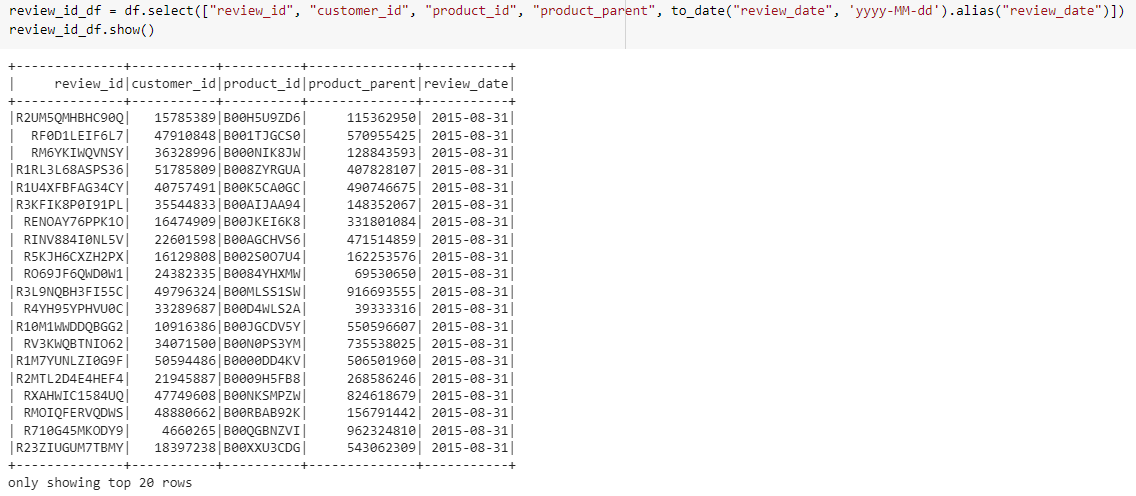 review_id_df = df.select(["review_id", "customer_id", "product_id", "product_parent", to_date("review_date", 'yyyy-MM-dd').alias("review_date")])
review_id_df.show()
+--------------+-----------+----------+--------------+-----------+
|     review_id|customer_id|product_id|product_parent|review_date|
+--------------+-----------+----------+--------------+-----------+
|R2UM5QMHBHC90Q|   15785389|B00H5U9ZD6|     115362950| 2015-08-31|
|  RF0D1LEIF6L7|   47910848|B001TJGCS0|     570955425| 2015-08-31|
|  RM6YKIWQVNSY|   36328996|B000NIK8JW|     128843593| 2015-08-31|
|R1RL3L68ASPS36|   51785809|B008ZYRGUA|     407828107| 2015-08-31|
|R1U4XFBFAG34CY|   40757491|B00K5CA0GC|     490746675| 2015-08-31|
|R3KFIK8P0I91PL|   35544833|B00AIJAA94|     148352067| 2015-08-31|
| RENOAY76PPK1O|   16474909|B00JKEI6K8|     331801084| 2015-08-31|
| RINV884I0NL5V|   22601598|B00AGCHVS6|     471514859| 2015-08-31|
| R5KJH6CXZH2PX|   16129808|B002S0O7U4|     162253576| 2015-08-31|
| RO69JF6QWD0W1|   24382335|B0084YHXMW|      69530650| 2015-08-31|
|R3L9NQBH3FI55C|   49796324|B00MLSS1SW|     916693555| 2015-08-31|
| R4YH95YPHVU0C|   33289687|B00D4WLS2A|      39333316| 2015-08-31|
|R10M1WWDDQBGG2|   10916386|B00JGCDV5Y|     550596607| 2015-08-31|
| RV3KWQBTNIO62|   34071500|B00N0PS3YM|     735538025| 2015-08-31|
|R1M7YUNLZI0G9F|   50594486|B0000DD4KV|     506501960| 2015-08-31|
|R2MTL2D4E4HEF4|   21945887|B0009H5FB8|     268586246| 2015-08-31|
| RXAHWIC1584UQ|   47749608|B00NKSMPZW|     824618679| 2015-08-31|
| RMOIQFERVQDWS|   48880662|B00RBAB92K|     156791442| 2015-08-31|
| R710G45MKODY9|    4660265|B00QGBNZVI|     962324810| 2015-08-31|
|R23ZIUGUM7TBMY|   18397238|B00XXU3CDG|     543062309| 2015-08-31|
+--------------+-----------+----------+--------------+-----------+
only showing top 20 rows